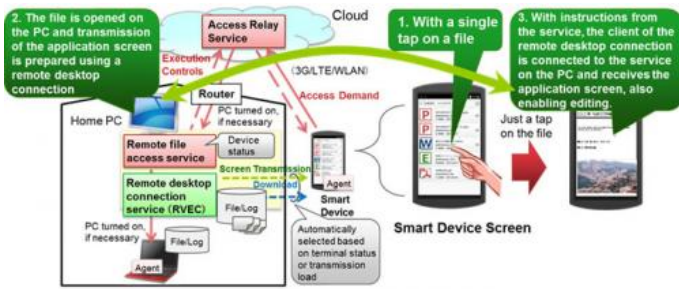 2. The file is opened on
the PC and transmission
of the application screen
is prepared using a
remote desktop
connection
Cloud
Access Relay
Service
1. With a single
tap on a file
3. With instructions from
the service, the client of the
remote desktop connection
is connected to the service
on the PC and receives the
application screen, also
enabling editing.
Execution
Controls
(3G/LTE/WLAN)
Access Demand
Router
Home PC
PC turned on,
if necessary
Remote file
access service
Device
status
Screen Transmission
Download
Remote desktop
connection
service (RVEC)
File/Log
Agent
Smart
Device
PC turned on,
if necessary
File/Log
Agent
Automatically
selected based
on terminal status
or transmission
load
P
P
W
E
Smart Device Screen
Just a tap
on the file